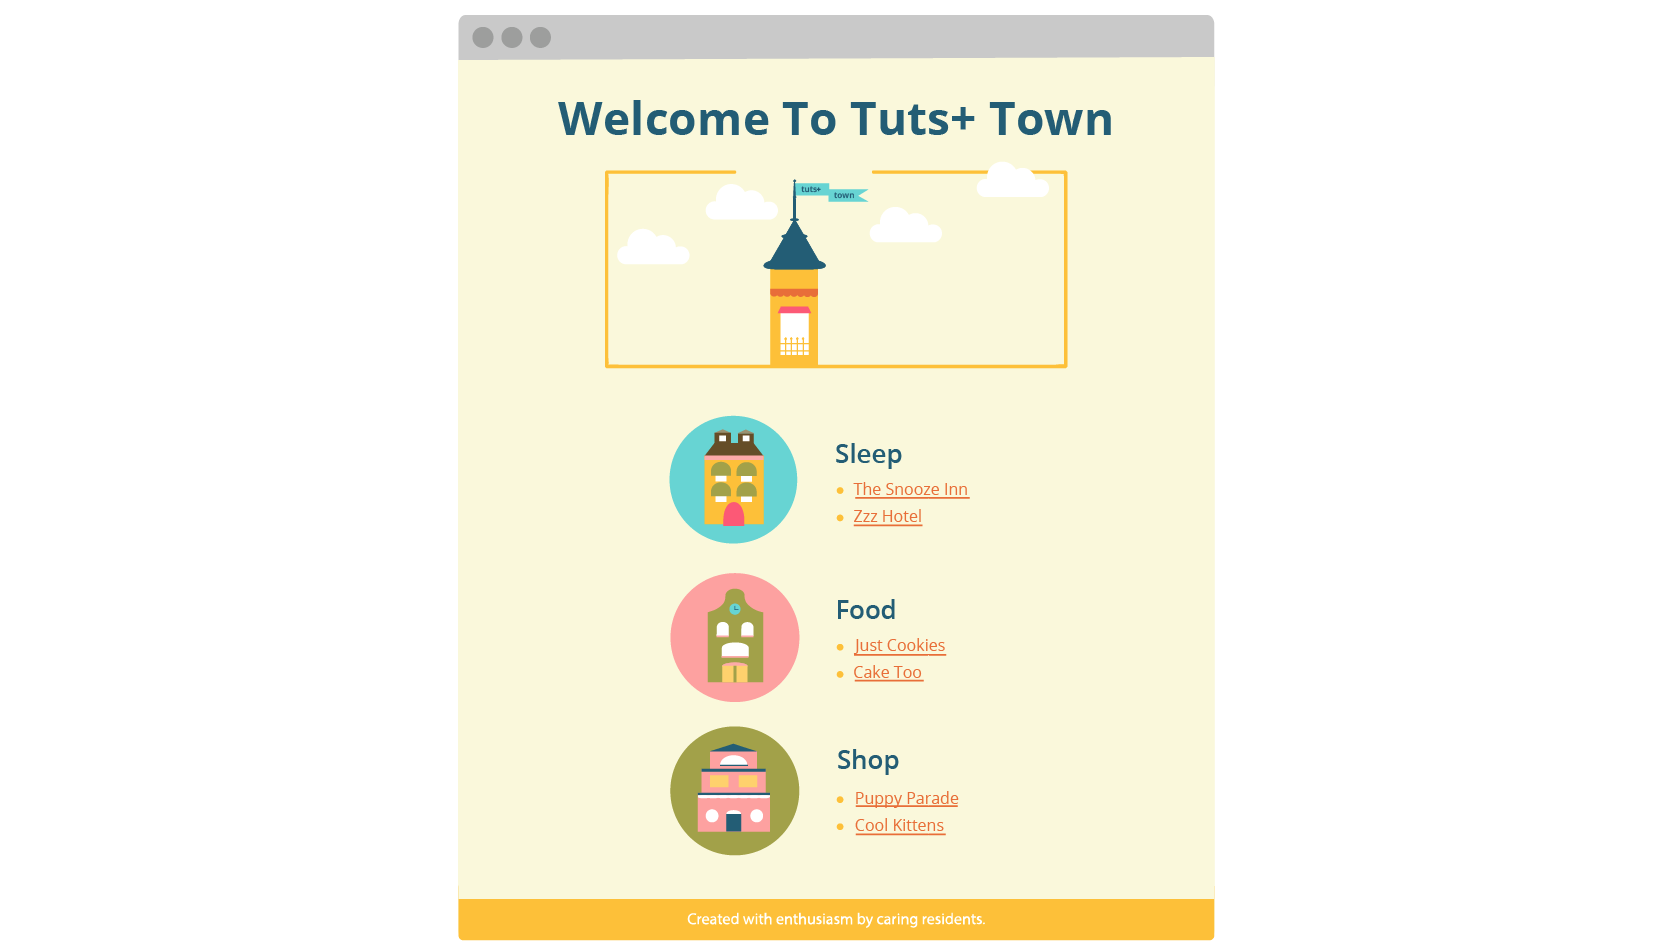 Welcome To Tuts+ Town
tuts+
town
Sleep
The Snooze Inn
Zzz Hotel
Food
Just Cookies
Cake Too
Shop
Puppy Parade
Cool Kittens
Created with enthusiasm by caring residents.